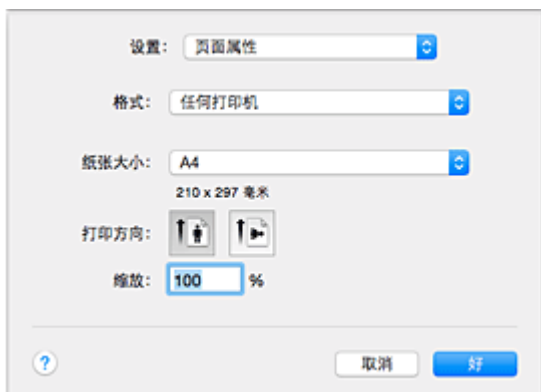 设置： 页面属性
格式： 任何打印机
纸张大小： A4
210 x 297 毫米
打印方向：
缩放： 100 %
? 取消 好